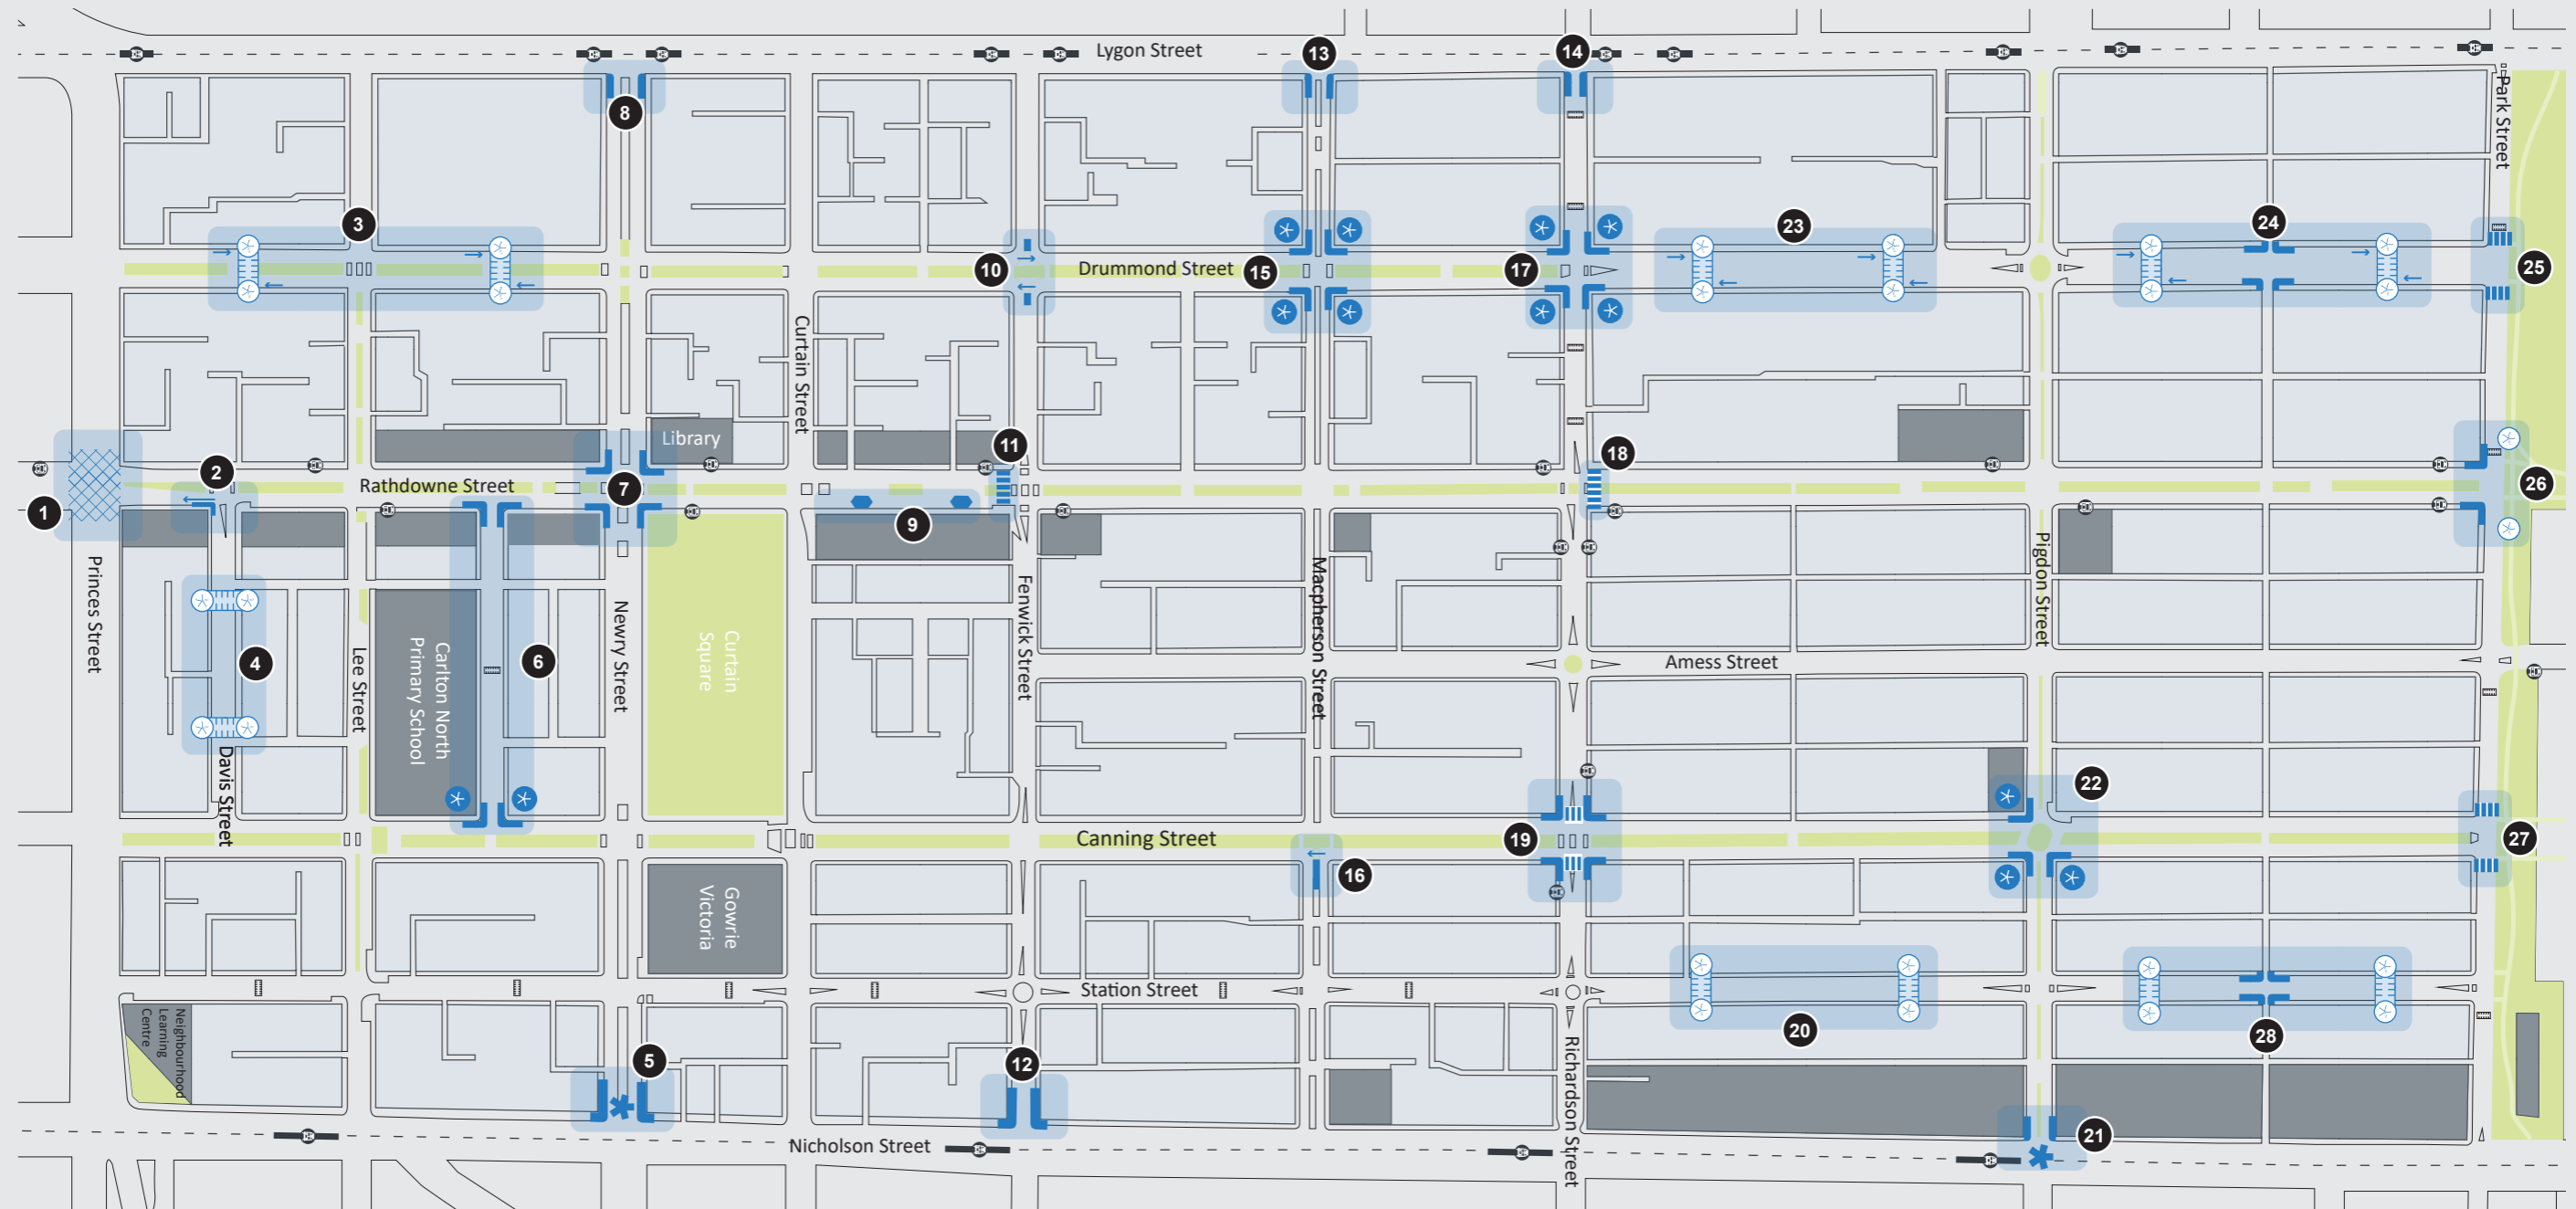 Lygon Street
13
14
8
Park Street
3
23
24
10
Drummond Street
15
17
25
Curtain Street
Library
11
18
2
Rathdowne Street
7
26
1
9
Princes Street
Pigdon Street
Macpherson Street
Fenwick Street
Newry Street
Curtain
Square
4
6
Amess Street
Lee Street
Carlton North
Primary School
Davis Street
22
Canning Street
19
27
16
Gowrie
Victoria
Station Street
Neighbourhood
Learning
Centre
20
28
5
12
Richardson Street
21
Nicholson Street